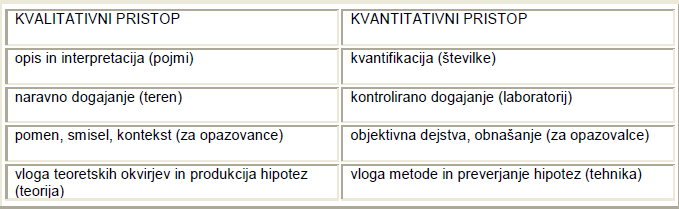 KVALITATIVNI PRISTOP
KVANTITATIVNI PRISTOP
opis in interpretacija (pojmi)
kvantifikacija (številke)
naravno dogajanje (teren)
kontrolirano dogajanje (laboratorij)
pomen, smisel, kontekst (za opazovance)
objektivna dejstva, obnašanje (za opazovalce)
vloga teoretskih okvirjev in produkcija hipotez
(teorija)
vloga metode in preverjanje hipotez (tehnika)